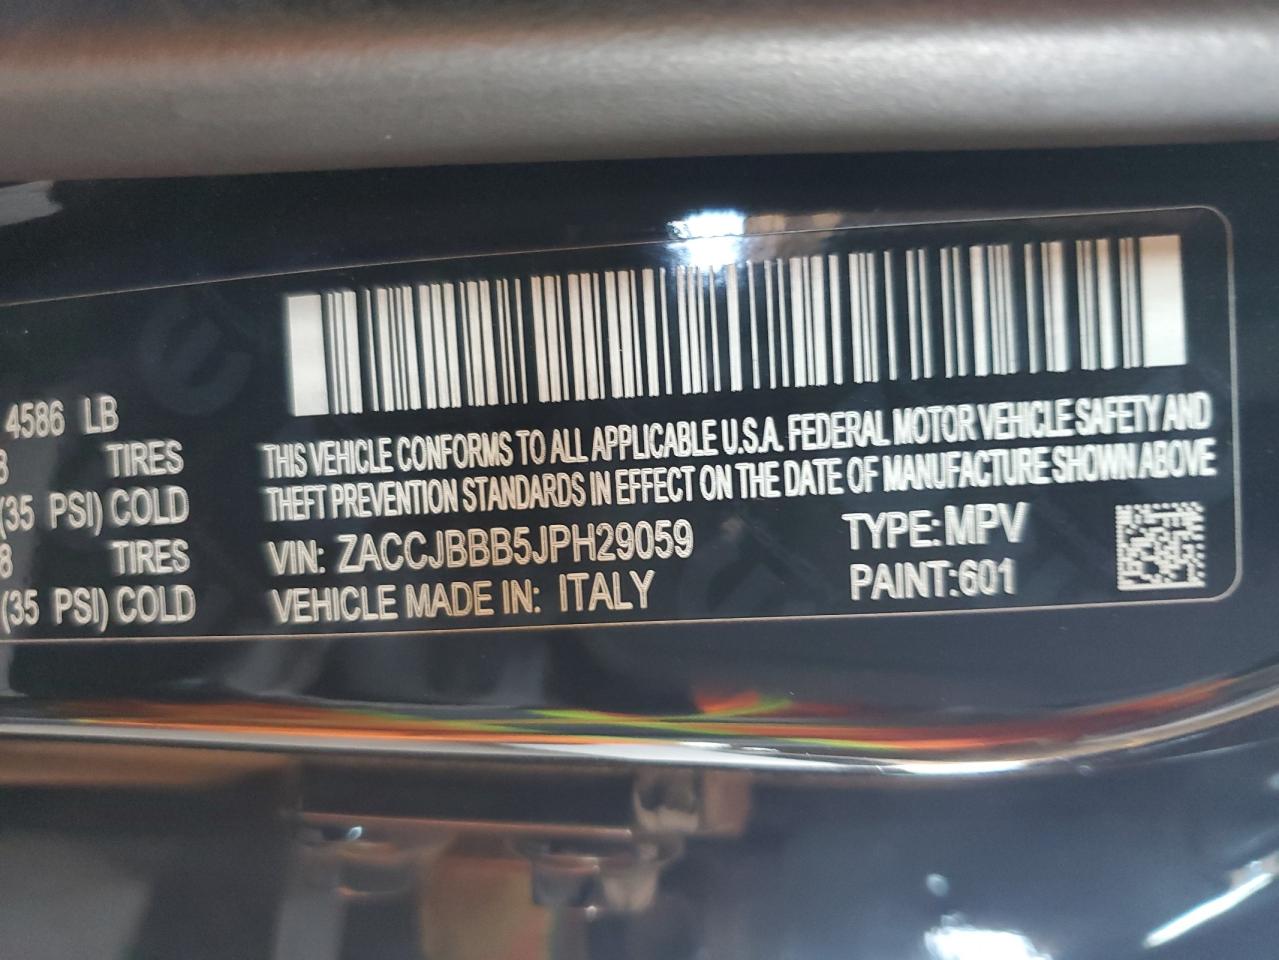 4586 LB
TIRES
(35 PSI) COLD
8 TIRES
(35 PSI) COLD
THIS VEHICLE CONFORMS TO ALL APPLICABLE U.S.A. FEDERAL MOTOR VEHICLE SAFETY AND
THEFT PREVENTION STANDARDS IN EFFECT ON THE DATE OF MANUFACTURE SHOWN ABOVE
VIN: ZACCJBBB5JPH29059 TYPE: MPV
VEHICLE MADE IN: ITALY PAINT:601